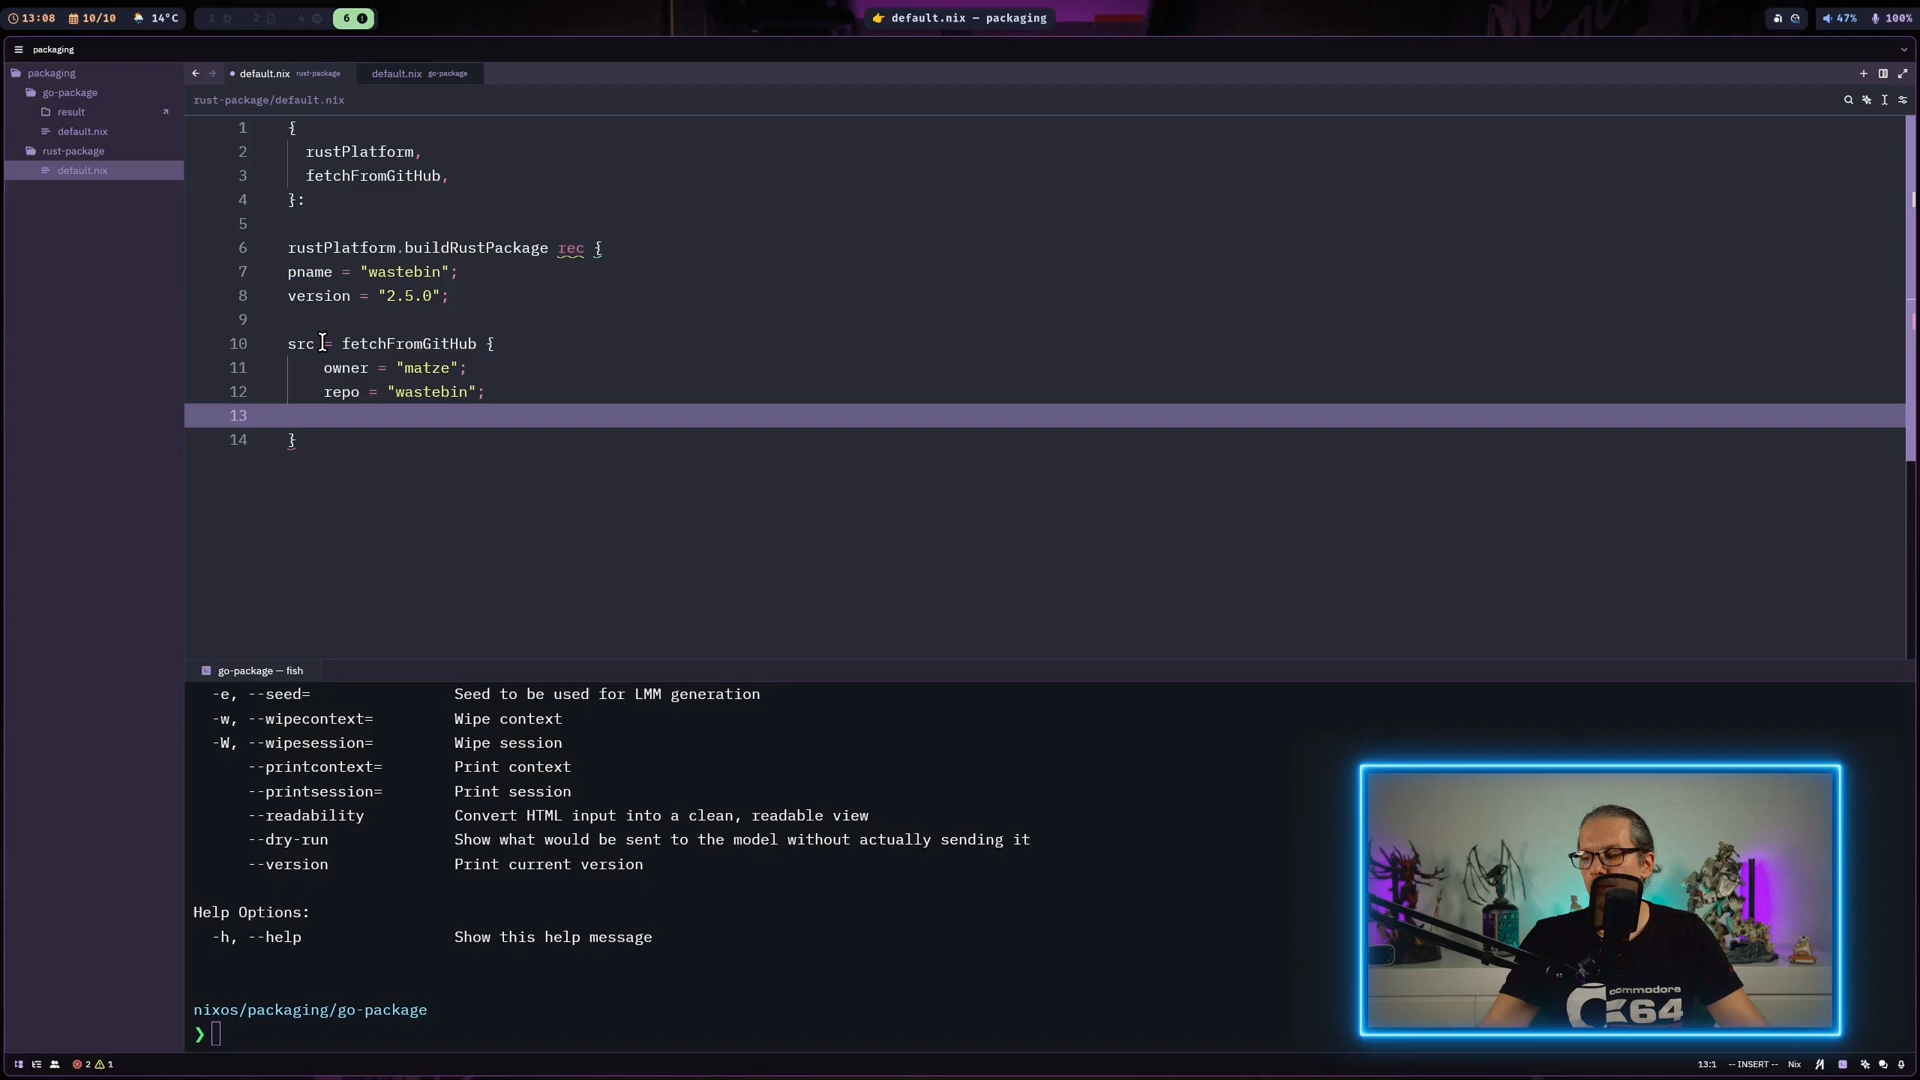 13:08 10/10 14°C 1 2 4 6
👉 default.nix — packaging
47% 100%
packaging
packaging
go-package
result
default.nix
rust-package
default.nix
default.nix rust-package
default.nix go-package
rust-package/default.nix
1 {
2 rustPlatform,
3 fetchFromGitHub,
4 }:
5
6 rustPlatform.buildRustPackage rec {
7 pname = "wastebin";
8 version = "2.5.0";
9
10 src = fetchFromGitHub {
11 owner = "matze";
12 repo = "wastebin";
13
14 }
go-package — fish
-e, --seed= Seed to be used for LMM generation
-w, --wipecontext= Wipe context
-W, --wipesession= Wipe session
--printcontext= Print context
--printsession= Print session
--readability Convert HTML input into a clean, readable view
--dry-run Show what would be sent to the model without actually sending it
--version Print current version
Help Options:
-h, --help Show this help message
nixos/packaging/go-package
❯
commodore
C64
2 1
13:1 -- INSERT -- Nix